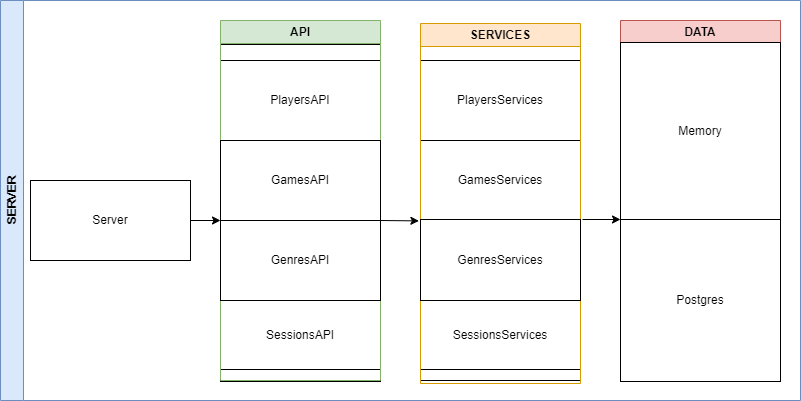 SERVER
Server
API
PlayersAPI
GamesAPI
GenresAPI
SessionsAPI
SERVICES
PlayersServices
GamesServices
GenresServices
SessionsServices
DATA
Memory
Postgres